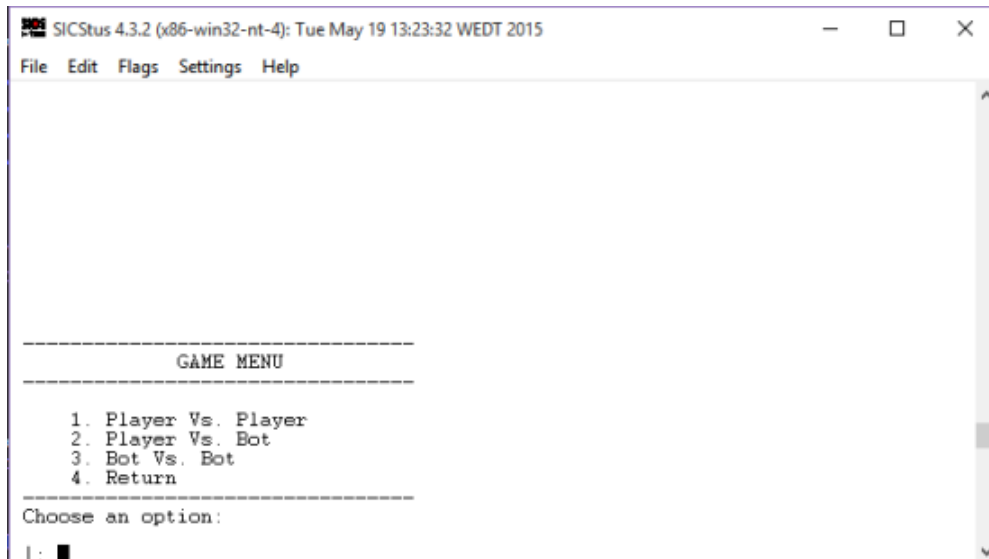 SICStus 4.3.2 (x86-win32-nt-4): Tue May 19 13:23:32 WEDT 2015
File Edit Flags Settings Help
---------------------------------
GAME MENU
---------------------------------
1. Player Vs. Player
2. Player Vs. Bot
3. Bot Vs. Bot
4. Return
---------------------------------
Choose an option:
|: